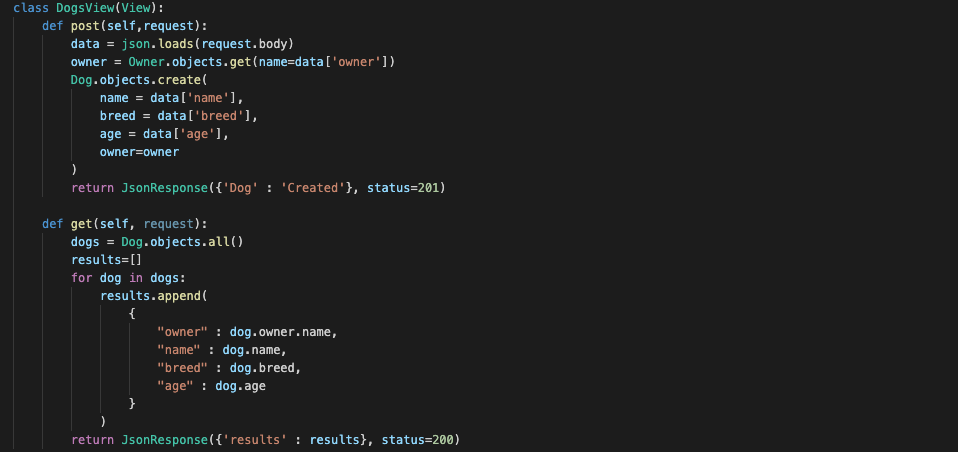 class DogsView(View):
    def post(self,request):
        data = json.loads(request.body)
        owner = Owner.objects.get(name=data['owner'])
        Dog.objects.create(
            name = data['name'],
            breed = data['breed'],
            age = data['age'],
            owner=owner
        )
        return JsonResponse({'Dog' : 'Created'}, status=201)

    def get(self, request):
        dogs = Dog.objects.all()
        results=[]
        for dog in dogs:
            results.append(
                {
                    "owner" : dog.owner.name,
                    "name" : dog.name,
                    "breed" : dog.breed,
                    "age" : dog.age
                }
            )
        return JsonResponse({'results' : results}, status=200)